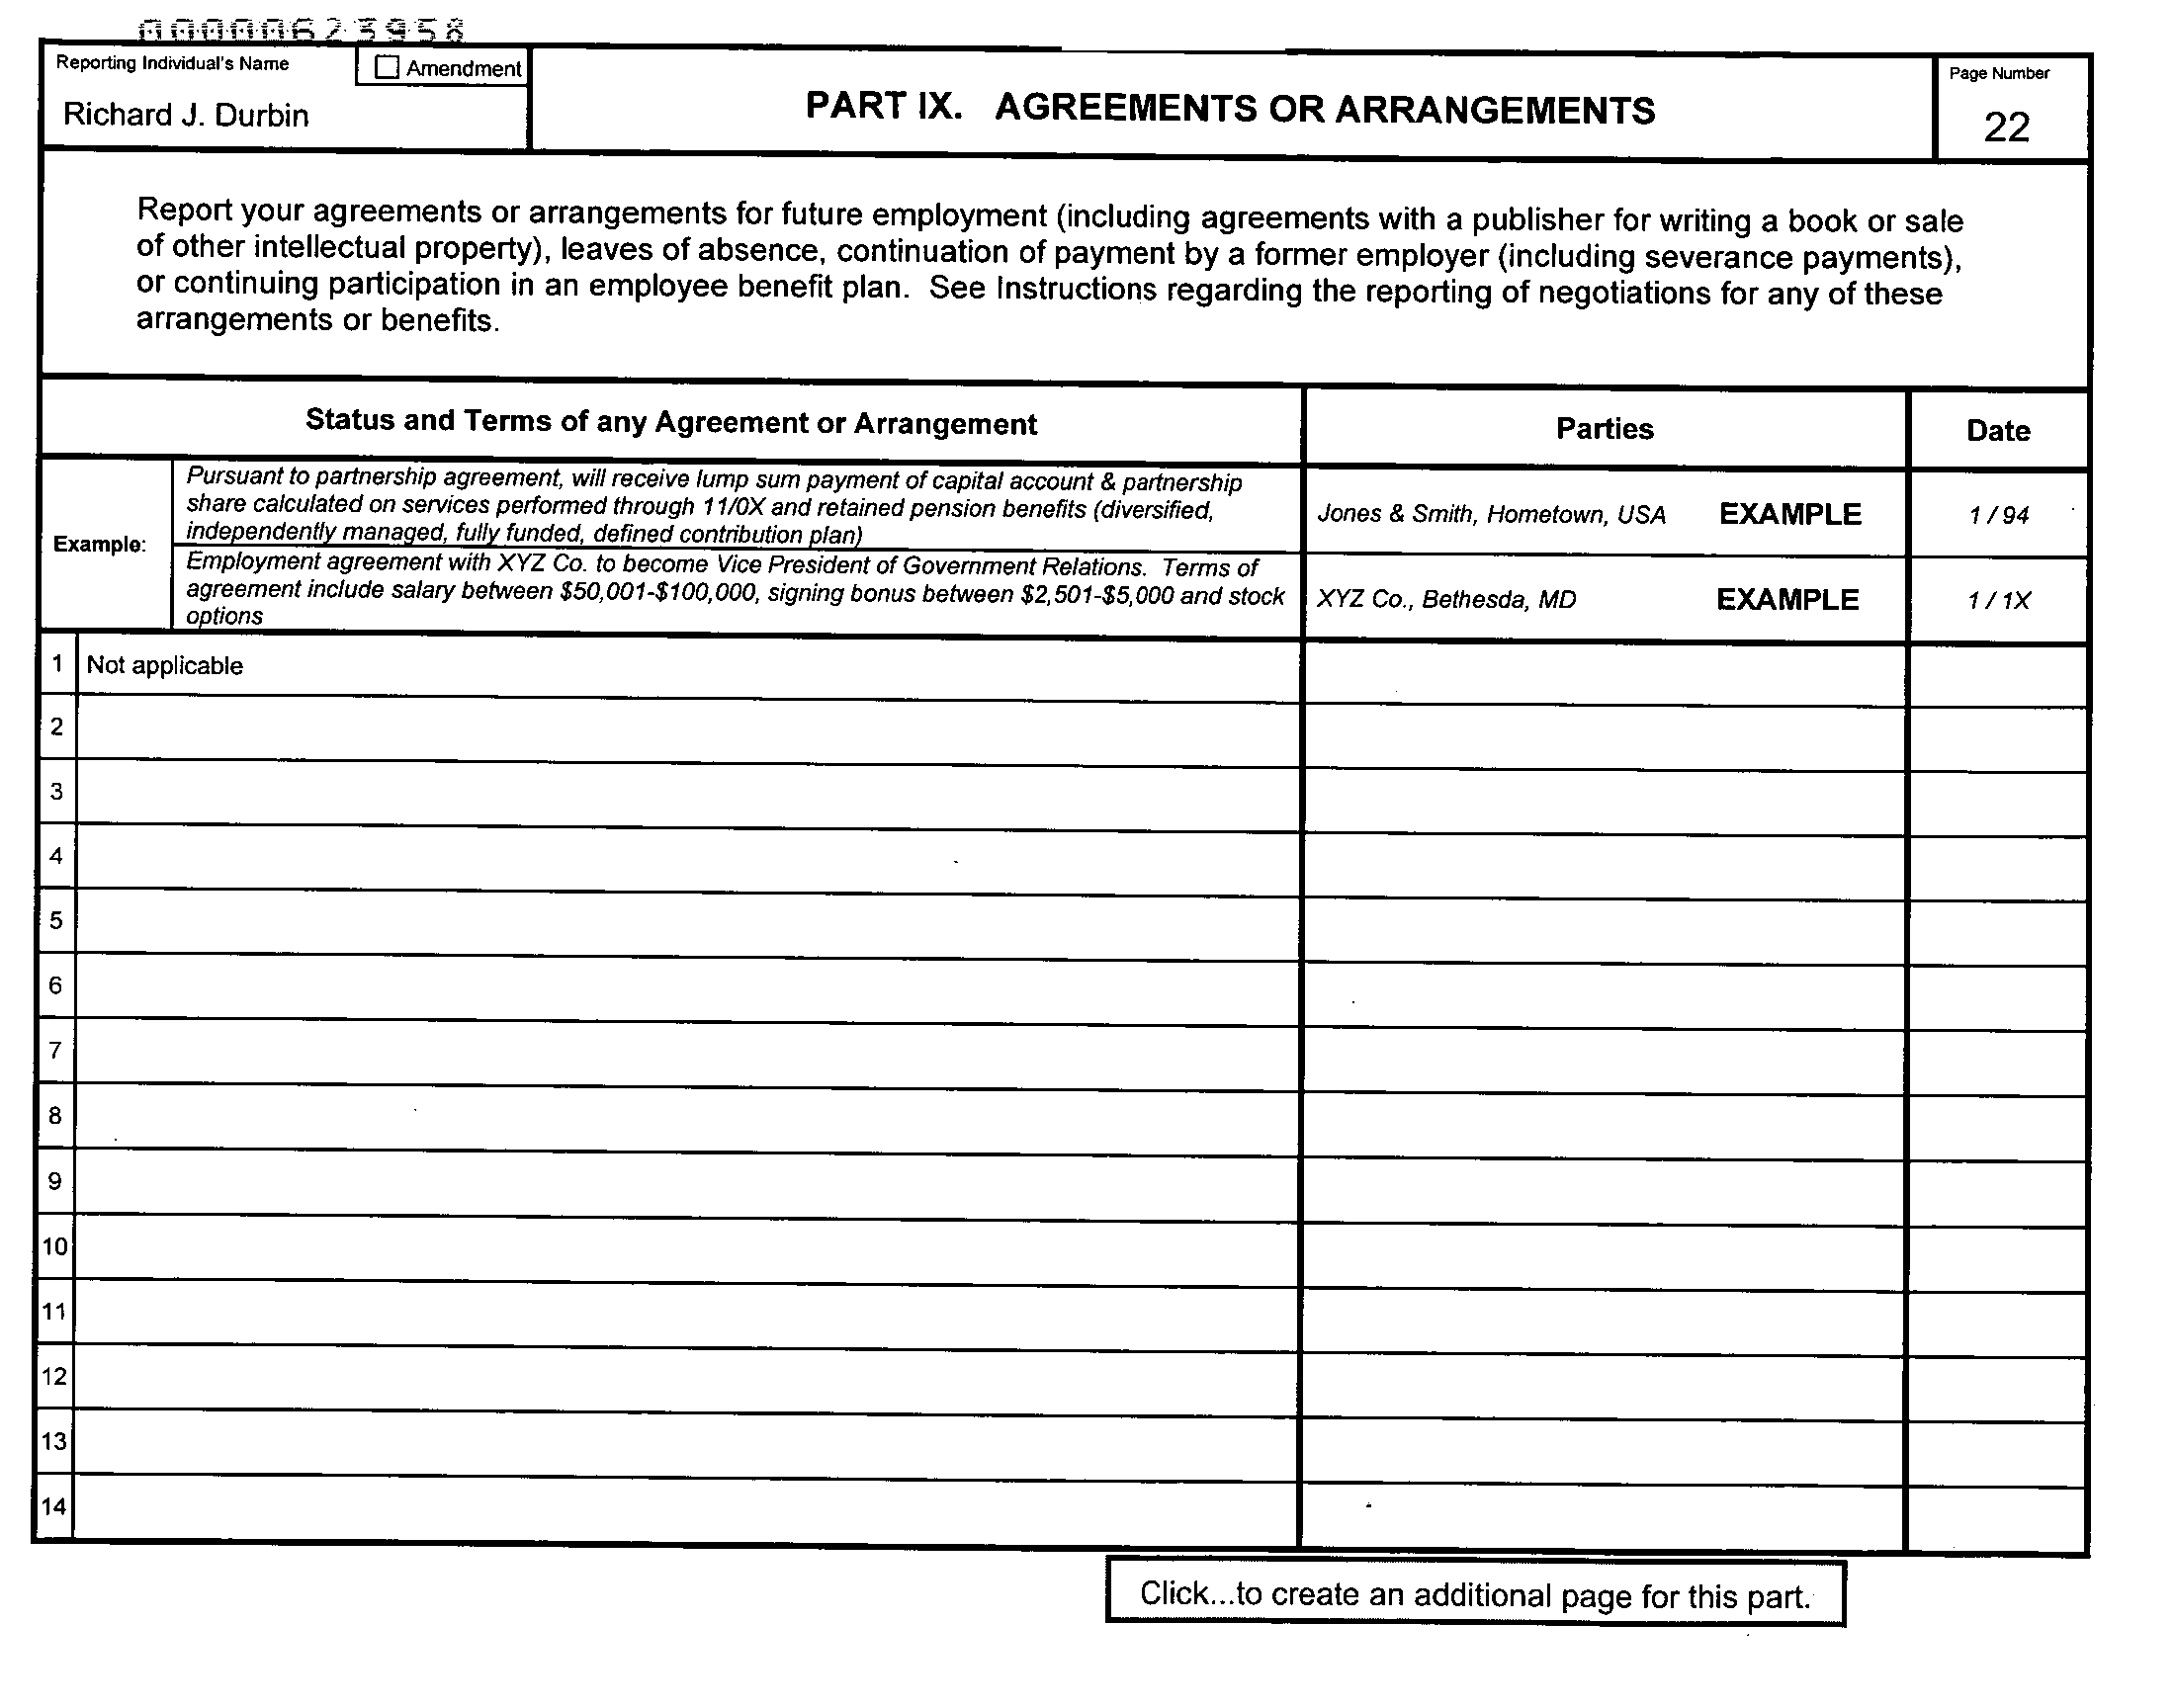 000000623958
Reporting Individual's Name
Amendment
Richard J. Durbin
PART IX. AGREEMENTS OR ARRANGEMENTS
Page Number
22
Report your agreements or arrangements for future employment (including agreements with a publisher for writing a book or sale
of other intellectual property), leaves of absence, continuation of payment by a former employer (including severance payments),
or continuing participation in an employee benefit plan. See Instructions regarding the reporting of negotiations for any of these
arrangements or benefits.
Status and Terms of any Agreement or Arrangement
Parties
Date
Example:
Pursuant to partnership agreement, will receive lump sum payment of capital account & partnership
share calculated on services performed through 11/0X and retained pension benefits (diversified,
independently managed, fully funded, defined contribution plan)
Jones & Smith, Hometown, USA EXAMPLE
1 / 94
Employment agreement with XYZ Co. to become Vice President of Government Relations. Terms of
agreement include salary between $50,001-$100,000, signing bonus between $2,501-$5,000 and stock
options
XYZ Co., Bethesda, MD EXAMPLE
1 / 1X
1 Not applicable
2
3
4
5
6
7
8
9
10
11
12
13
14
Click...to create an additional page for this part.